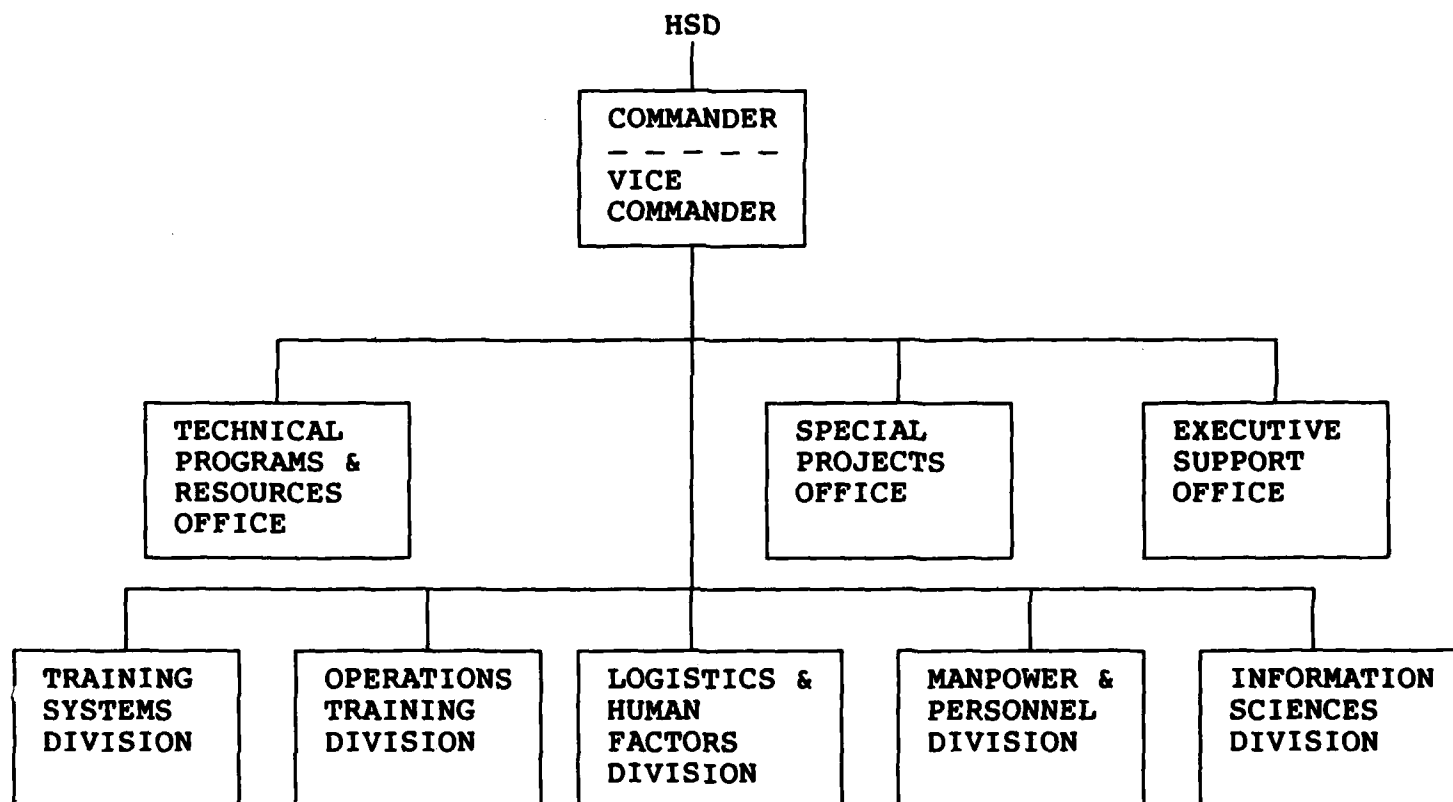 HSD
COMMANDER
VICE
COMMANDER
TECHNICAL
PROGRAMS &
RESOURCES
OFFICE
SPECIAL
PROJECTS
OFFICE
EXECUTIVE
SUPPORT
OFFICE
TRAINING
SYSTEMS
DIVISION
OPERATIONS
TRAINING
DIVISION
LOGISTICS &
HUMAN
FACTORS
DIVISION
MANPOWER &
PERSONNEL
DIVISION
INFORMATION
SCIENCES
DIVISION